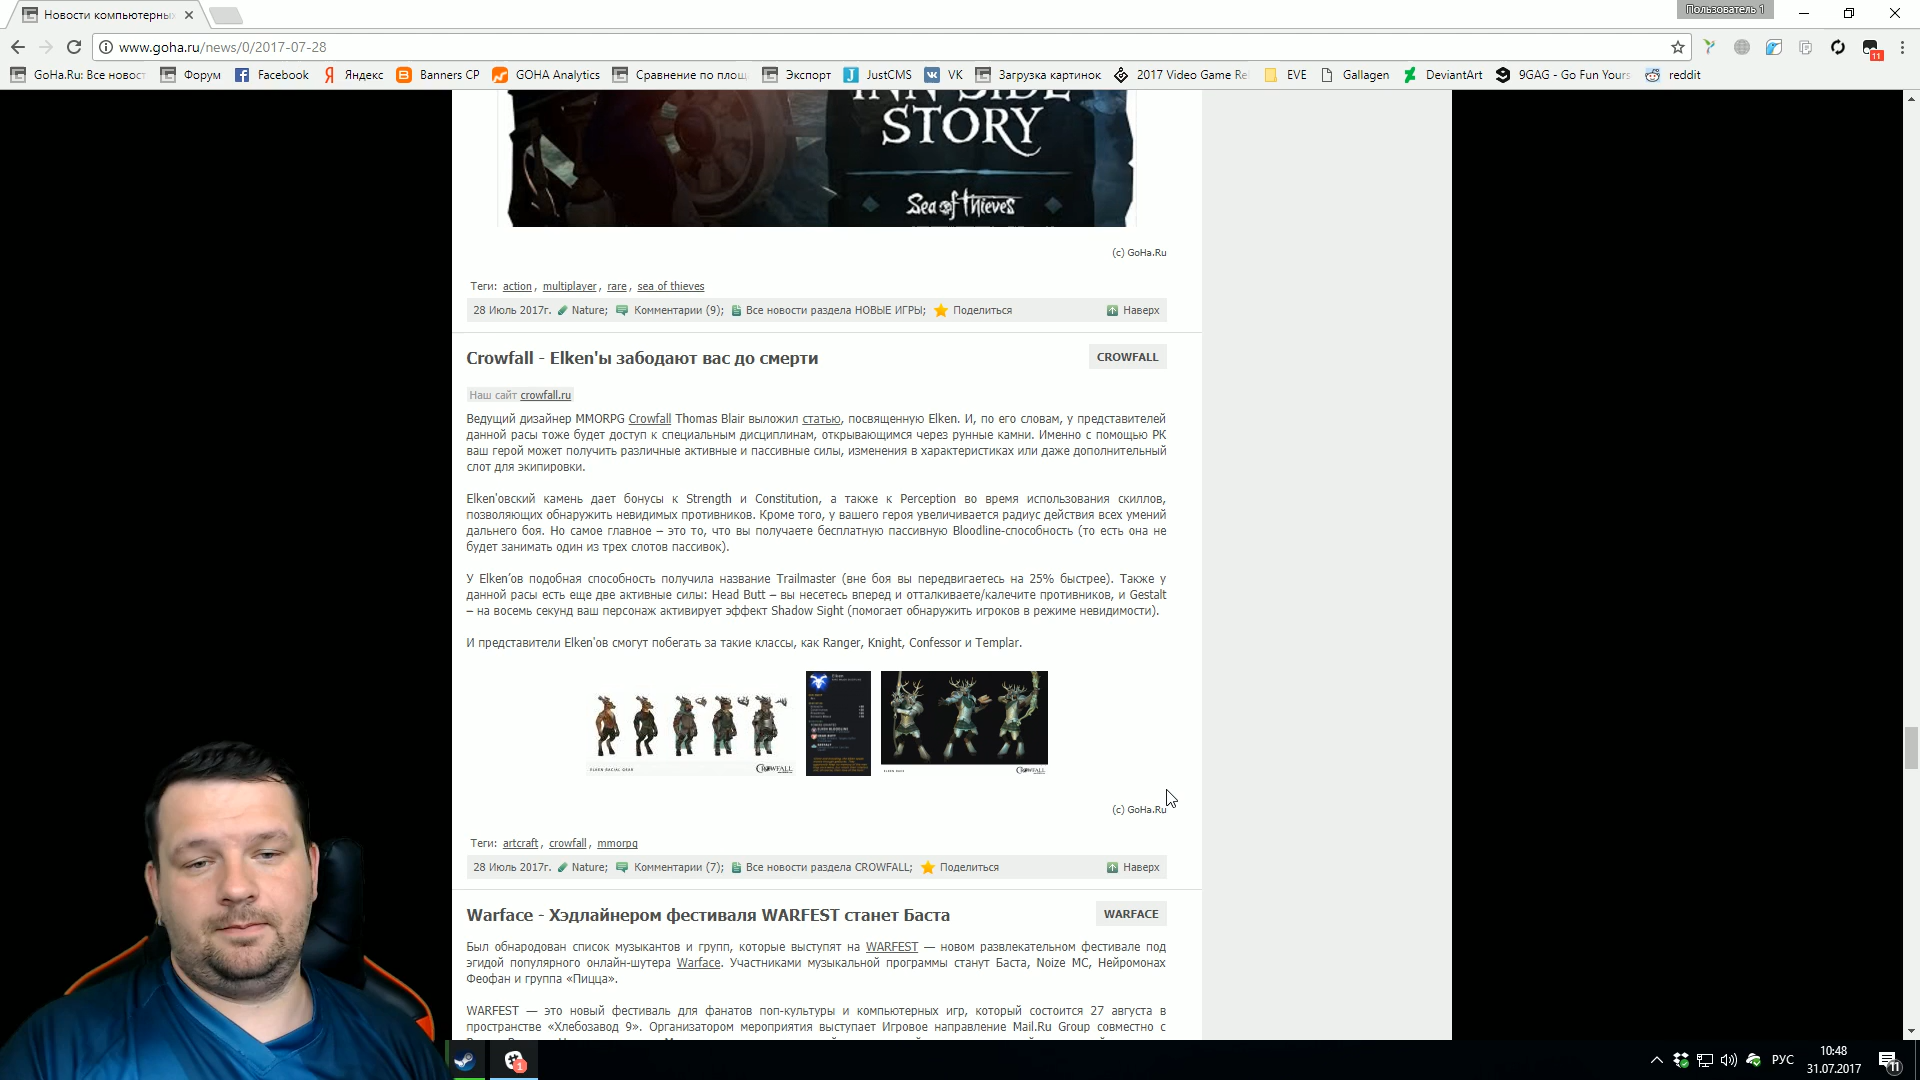 Новости компьютерны
Пользователь 1
www.goha.ru/news/0/2017-07-28
GoHa.Ru: Все новост Форум Facebook Яндекс Banners CP GOHA Analytics Сравнение по площ Экспорт JustCMS VK Загрузка картинок 2017 Video Game Re EVE Gallagen DeviantArt 9GAG - Go Fun Yours reddit
11
INN-SIDE
STORY
Sea of Thieves
(c) GoHa.Ru
Теги: action, multiplayer, rare, sea of thieves
28 Июль 2017г. Nature; Комментарии (9); Все новости раздела НОВЫЕ ИГРЫ; Поделиться Наверх
Crowfall - Elken'ы забодают вас до смерти CROWFALL
Наш сайт crowfall.ru
Ведущий дизайнер MMORPG Crowfall Thomas Blair выложил статью, посвященную Elken. И, по его словам, у представителей
данной расы тоже будет доступ к специальным дисциплинам, открывающимся через рунные камни. Именно с помощью РК
ваш герой может получить различные активные и пассивные силы, изменения в характеристиках или даже дополнительный
слот для экипировки.
Elken'овский камень дает бонусы к Strength и Constitution, а также к Perception во время использования скиллов,
позволяющих обнаружить невидимых противников. Кроме того, у вашего героя увеличивается радиус действия всех умений
дальнего боя. Но самое главное – это то, что вы получаете бесплатную пассивную Bloodline-способность (то есть она не
будет занимать один из трех слотов пассивок).
У Elken’ов подобная способность получила название Trailmaster (вне боя вы передвигаетесь на 25% быстрее). Также у
данной расы есть еще две активные силы: Head Butt – вы несетесь вперед и отталкиваете/калечите противников, и Gestalt
– на восемь секунд ваш персонаж активирует эффект Shadow Sight (помогает обнаружить игроков в режиме невидимости).
И представители Elken'ов смогут побегать за такие классы, как Ranger, Knight, Confessor и Templar.
Elken
ELKEN RACIAL GEAR CROWFALL
CROWFALL
(c) GoHa.Ru
Теги: artcraft, crowfall, mmorpg
28 Июль 2017г. Nature; Комментарии (7); Все новости раздела CROWFALL; Поделиться Наверх
Warface - Хэдлайнером фестиваля WARFEST станет Баста WARFACE
Был обнародован список музыкантов и групп, которые выступят на WARFEST — новом развлекательном фестивале под
эгидой популярного онлайн-шутера Warface. Участниками музыкальной программы станут Баста, Noize MC, Нейромонах
Феофан и группа «Пицца».
WARFEST — это новый фестиваль для фанатов поп-культуры и компьютерных игр, который состоится 27 августа в
пространстве «Хлебозавод 9». Организатором мероприятия выступает Игровое направление Mail.Ru Group совместно с
1
РУС
10:48
31.07.2017
11